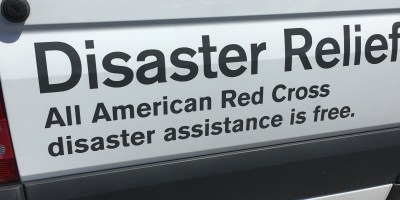 Disaster Relief
All American Red Cross
disaster assistance is free.